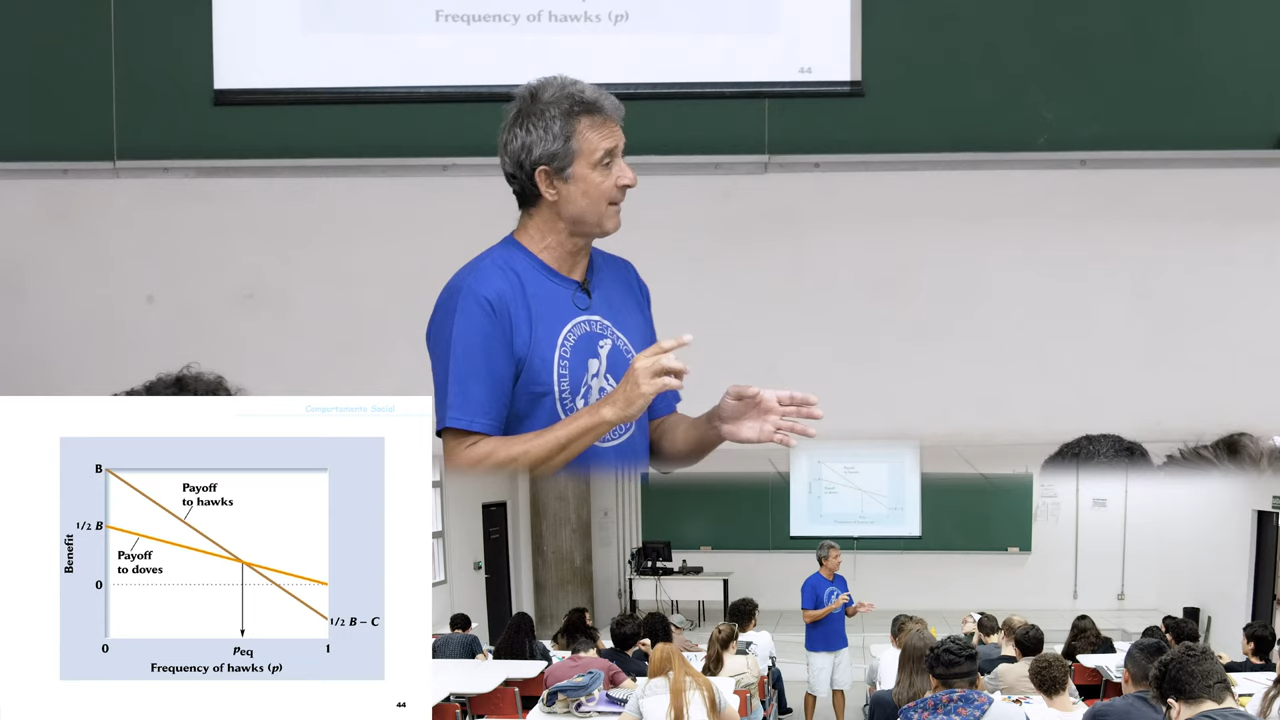 Frequency of hawks (p)
44
CHARLES DARWIN RESEARCH
Comportamento Social
B
Payoff
to hawks
1/2 B
Payoff
to doves
Benefit
0
1/2 B – C
0
peq
1
Frequency of hawks (p)
44